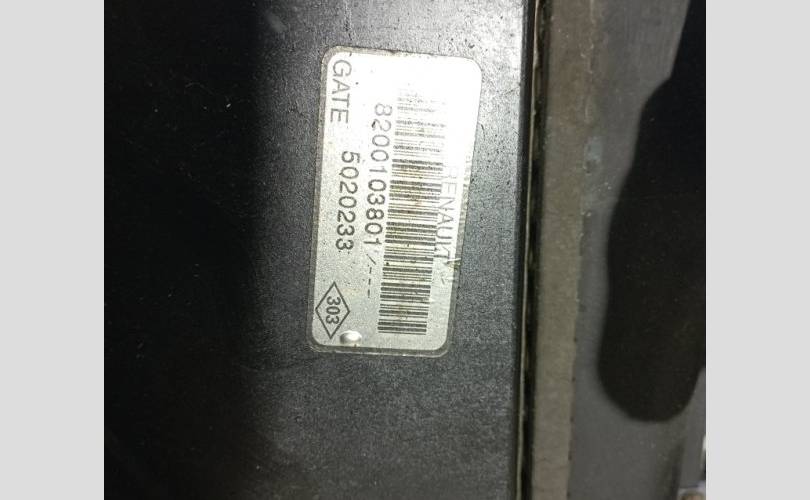 RENAULT
8200103801/---
GATE 5020233
303